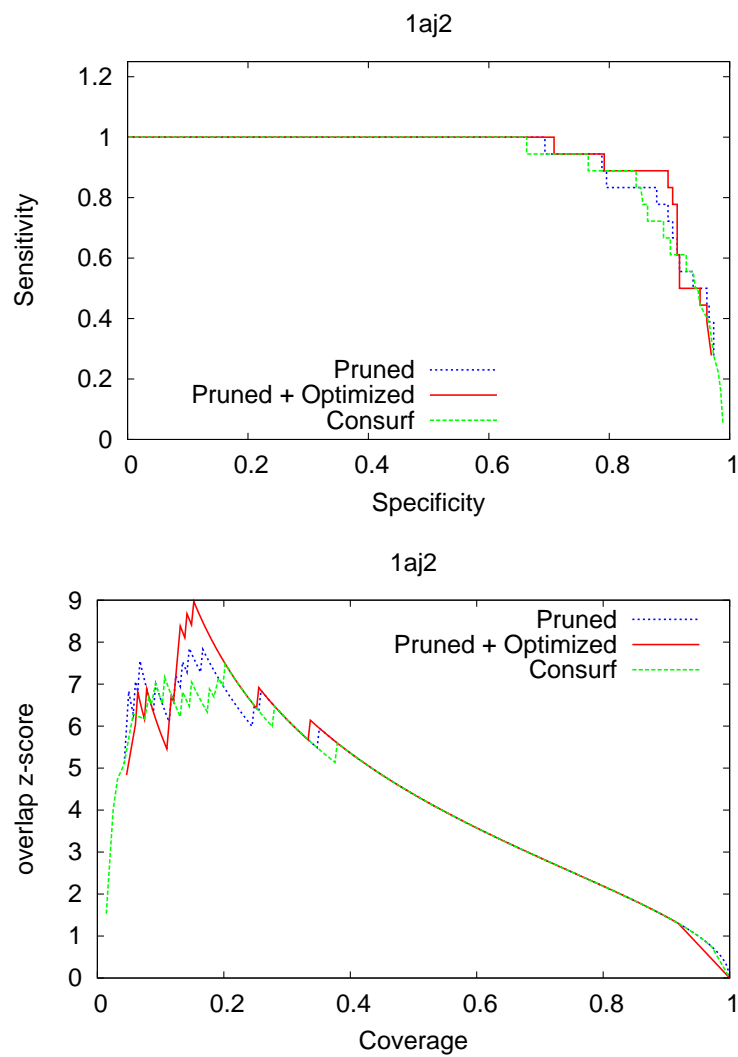 1aj2
1.2
1
0.8
0.6
0.4
0.2
0
Sensitivity
Pruned
Pruned + Optimized
Consurf
0 0.2 0.4 0.6 0.8 1
Specificity
1aj2
9
8
7
6
5
4
3
2
1
0
overlap z-score
Pruned
Pruned + Optimized
Consurf
0 0.2 0.4 0.6 0.8 1
Coverage